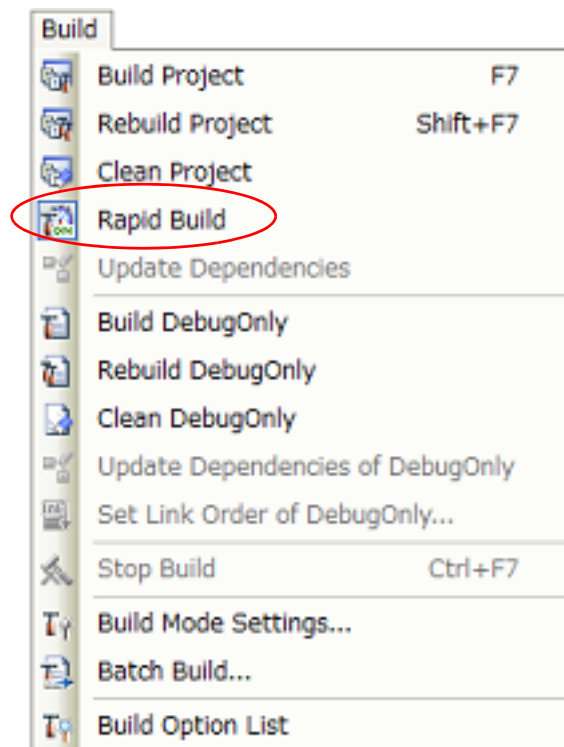 Build
Build Project F7
Rebuild Project Shift+F7
Clean Project
Rapid Build
Update Dependencies
Build DebugOnly
Rebuild DebugOnly
Clean DebugOnly
Update Dependencies of DebugOnly
Set Link Order of DebugOnly...
Stop Build Ctrl+F7
Build Mode Settings...
Batch Build...
Build Option List